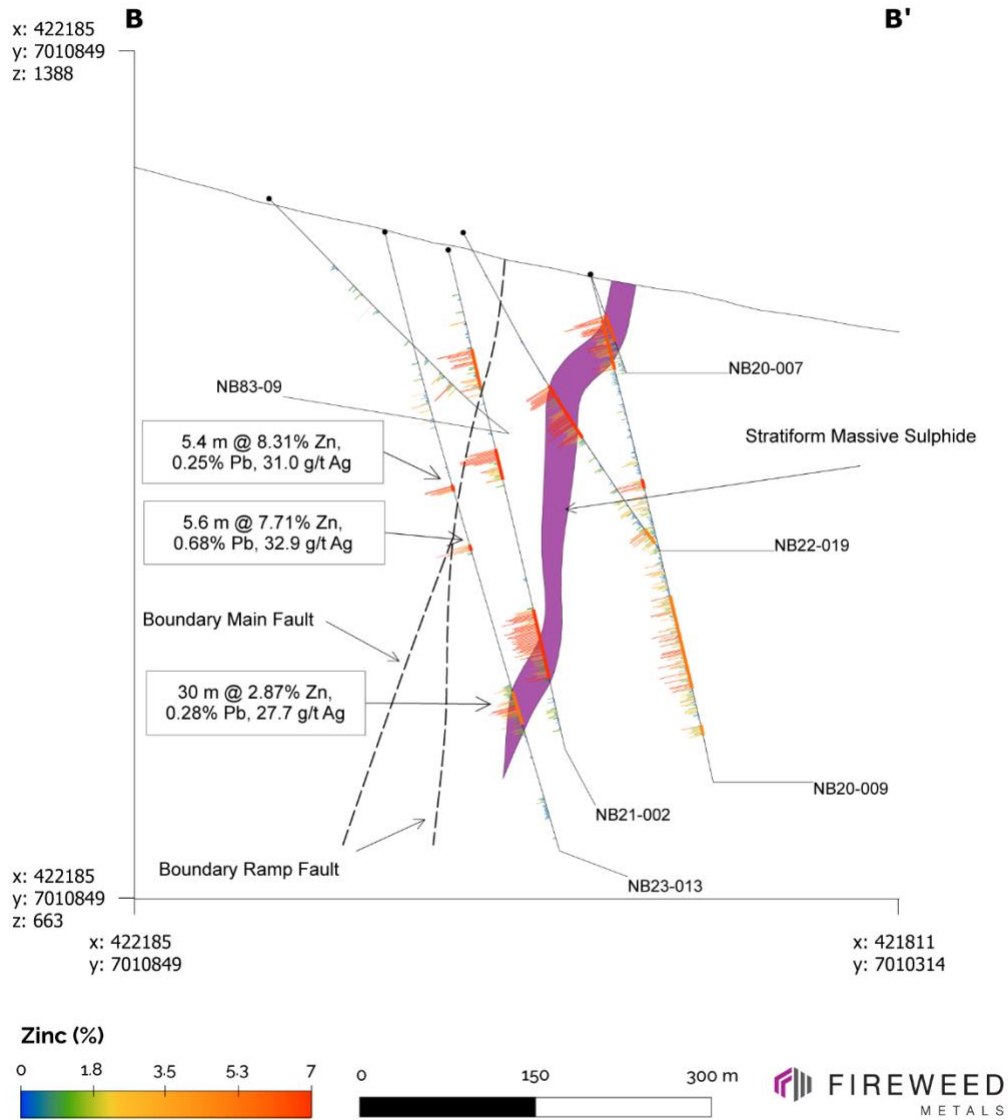 B
B'
x: 422185
y: 7010849
z: 1388
NB83-09
NB20-007
5.4 m @ 8.31% Zn,
0.25% Pb, 31.0 g/t Ag
Stratiform Massive Sulphide
5.6 m @ 7.71% Zn,
0.68% Pb, 32.9 g/t Ag
NB22-019
Boundary Main Fault
30 m @ 2.87% Zn,
0.28% Pb, 27.7 g/t Ag
NB20-009
NB21-002
Boundary Ramp Fault
NB23-013
x: 422185
y: 7010849
z: 663
x: 422185
y: 7010849
x: 421811
y: 7010314
Zinc (%)
0 1.8 3.5 5.3 7
0 150 300 m
FIREWEED
METALS